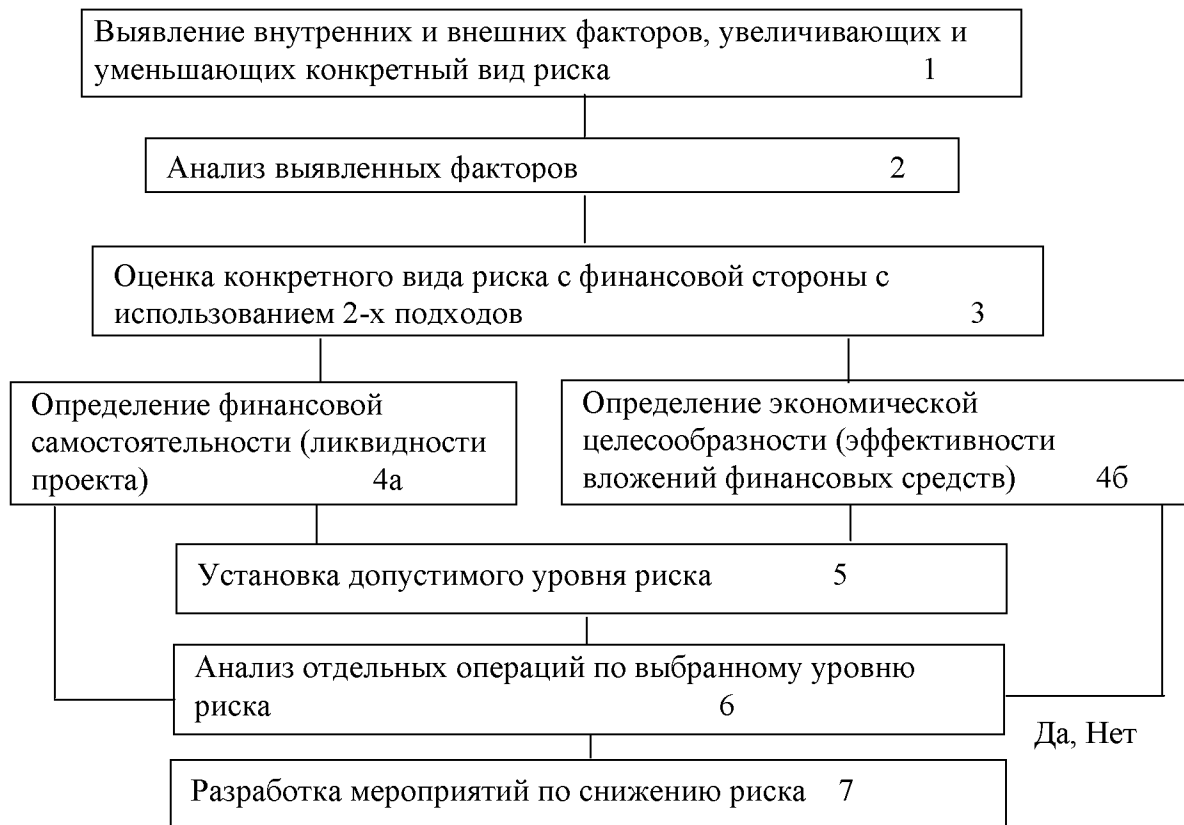 Выявление внутренних и внешних факторов, увеличивающих и
уменьшающих конкретный вид риска 1
Анализ выявленных факторов 2
Оценка конкретного вида риска с финансовой стороны с
использованием 2-х подходов 3
Определение финансовой
самостоятельности (ликвидности
проекта) 4а
Определение экономической
целесообразности (эффективности
вложений финансовых средств) 4б
Установка допустимого уровня риска 5
Анализ отдельных операций по выбранному уровню
риска 6
Да, Нет
Разработка мероприятий по снижению риска 7